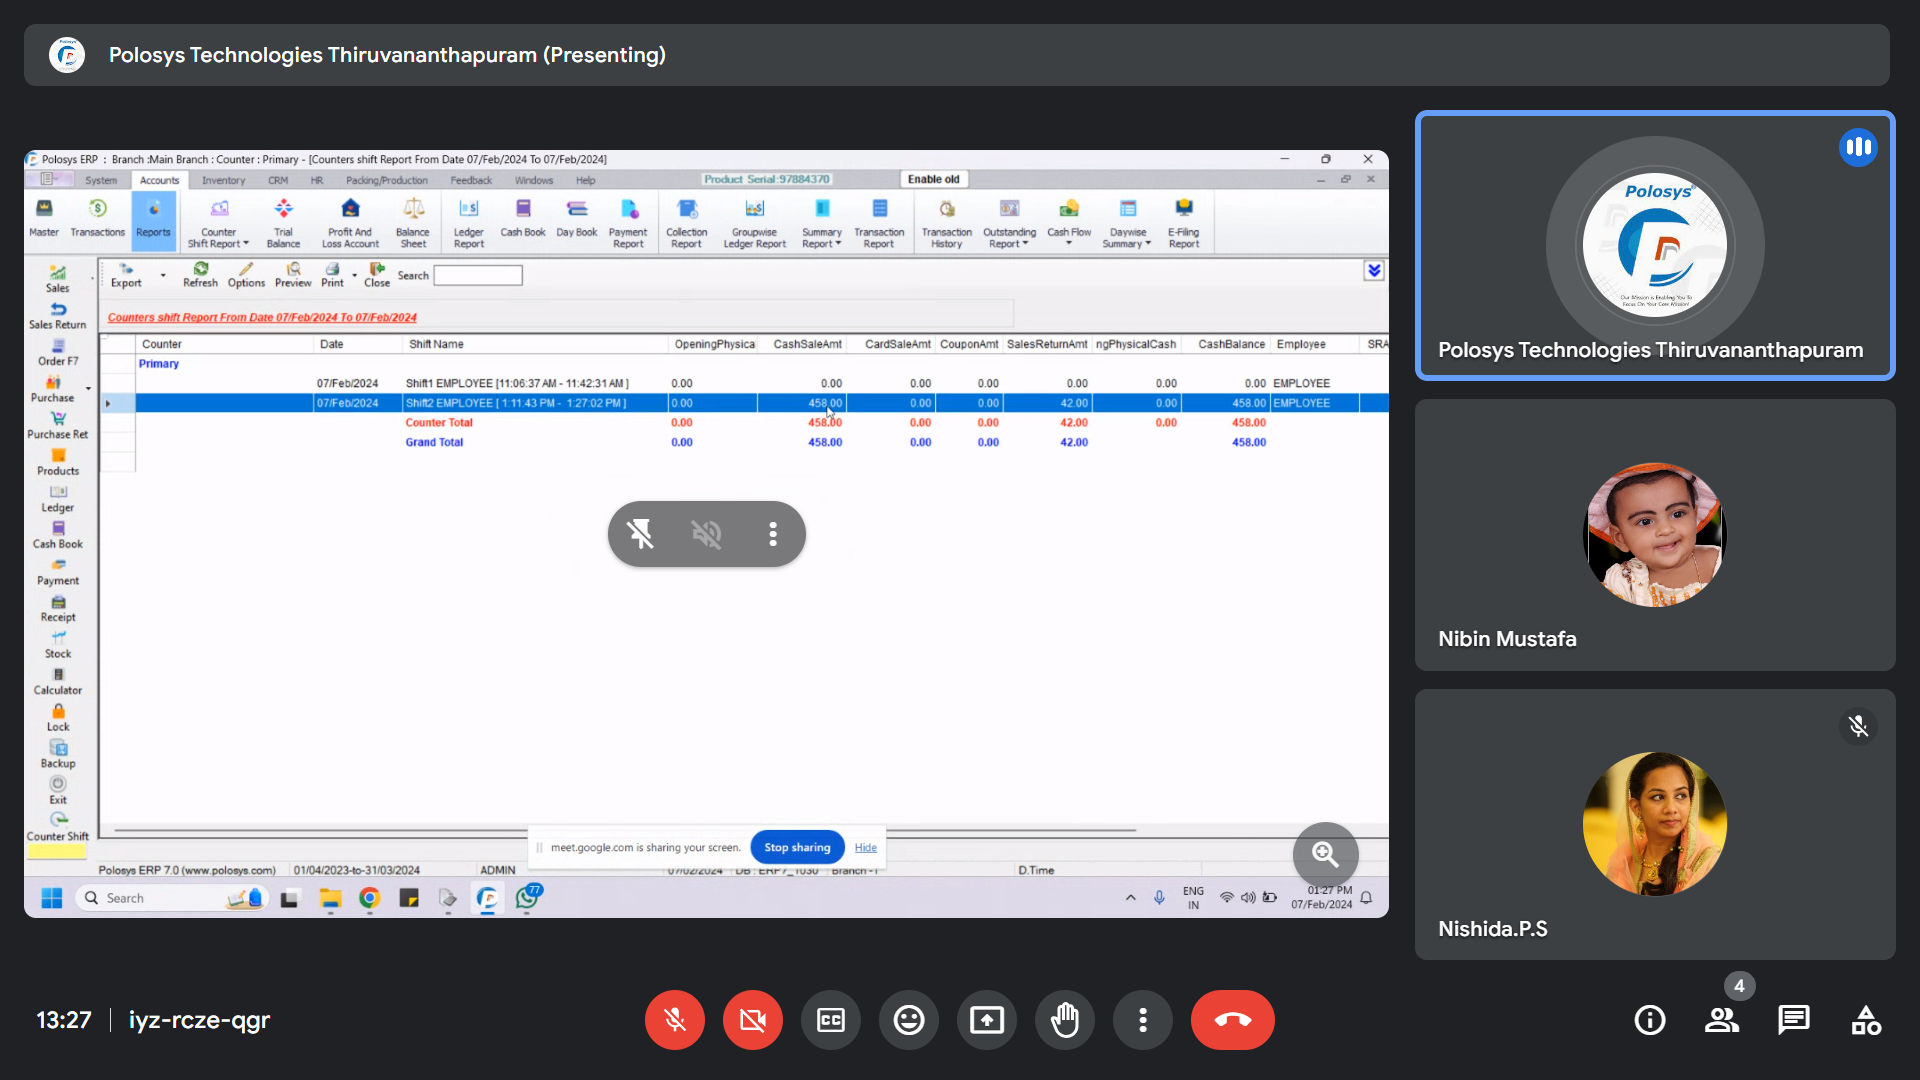 Polosys Technologies Thiruvananthapuram (Presenting)
Polosys ERP : Branch :Main Branch : Counter : Primary - [Counters shift Report From Date 07/Feb/2024 To 07/Feb/2024]
System Accounts Inventory CRM HR Packing/Production Feedback Windows Help Product Serial:97884370 Enable old
Master Transactions Reports Counter Shift Report Trial Balance Profit And Loss Account Balance Sheet Ledger Report Cash Book Day Book Payment Report Collection Report Groupwise Ledger Report Summary Report Transaction Report Transaction History Outstanding Report Cash Flow Daywise Summary E-Filing Report
Export Refresh Options Preview Print Close Search
Counters shift Report From Date 07/Feb/2024 To 07/Feb/2024
Counter Date Shift Name OpeningPhysica CashSaleAmt CardSaleAmt CouponAmt SalesReturnAmt ngPhysicalCash CashBalance Employee SRA
Primary
07/Feb/2024 Shift1 EMPLOYEE [11:06:37 AM - 11:42:31 AM ] 0.00 0.00 0.00 0.00 0.00 0.00 0.00 EMPLOYEE
07/Feb/2024 Shift2 EMPLOYEE [ 1:11:43 PM - 1:27:02 PM ] 0.00 458.00 0.00 0.00 42.00 0.00 458.00 EMPLOYEE
Counter Total 0.00 458.00 0.00 0.00 42.00 0.00 458.00
Grand Total 0.00 458.00 0.00 0.00 42.00 458.00
Sales
Sales Return
Order F7
Purchase
Purchase Ret
Products
Ledger
Cash Book
Payment
Receipt
Stock
Calculator
Lock
Backup
Exit
Counter Shift
meet.google.com is sharing your screen. Stop sharing Hide
Polosys ERP 7.0 (www.polosys.com) 01/04/2023-to-31/03/2024 ADMIN 07/02/2024 DB : ERP7_1030 Branch -1 D.Time
Search 77 ENG IN 01:27 PM 07/Feb/2024
Polosys
Our Mission is Enabling You To
Focus On Your Core Mission!
Polosys Technologies Thiruvananthapuram
Nibin Mustafa
Nishida.P.S
13:27 iyz-rcze-qgr
CC
4